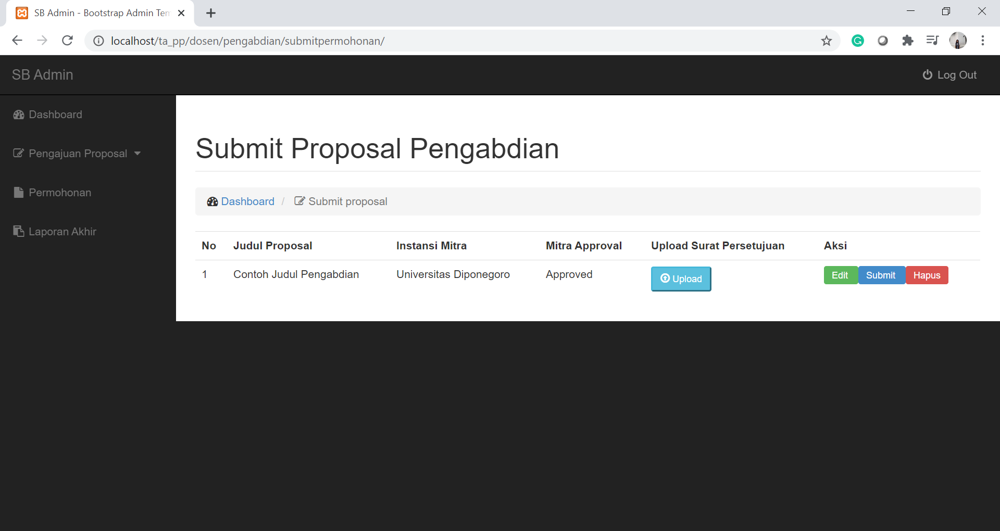 SB Admin - Bootstrap Admin Tem
localhost/ta_pp/dosen/pengabdian/submitpermohonan/
SB Admin
Log Out
Dashboard
Pengajuan Proposal
Permohonan
Laporan Akhir
Submit Proposal Pengabdian
Dashboard / Submit proposal
No Judul Proposal Instansi Mitra Mitra Approval Upload Surat Persetujuan Aksi
1 Contoh Judul Pengabdian Universitas Diponegoro Approved Upload Edit Submit Hapus